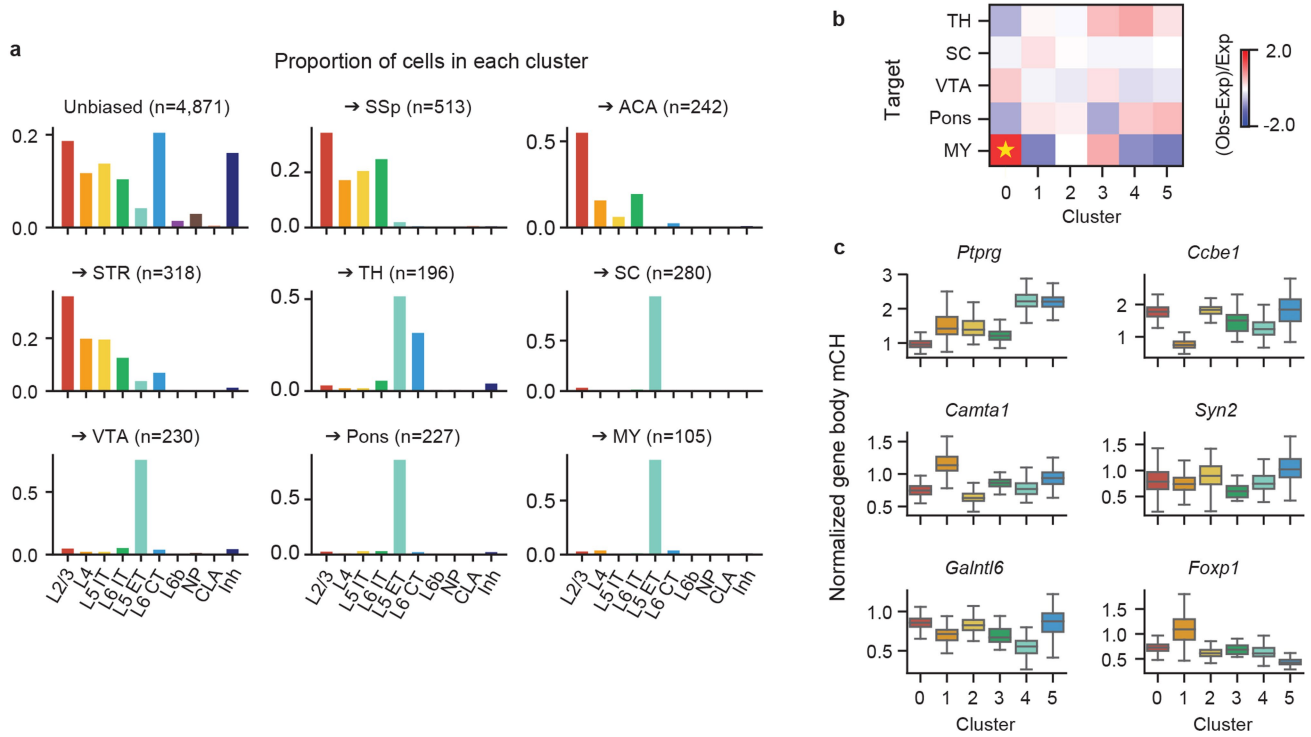 a
Proportion of cells in each cluster
Unbiased (n=4,871)
➔ SSp (n=513)
➔ ACA (n=242)
0.2
0.0
0.2
0.0
0.5
0.0
➔ STR (n=318)
➔ TH (n=196)
➔ SC (n=280)
0.2
0.0
0.5
0.0
0.5
0.0
➔ VTA (n=230)
➔ Pons (n=227)
➔ MY (n=105)
0.5
0.0
0.5
0.0
0.5
0.0
L2/3 L4 L5 IT L6 IT L5 ET L6 CT L6b NP CLA Inh
L2/3 L4 L5 IT L6 IT L5 ET L6 CT L6b NP CLA Inh
L2/3 L4 L5 IT L6 IT L5 ET L6 CT L6b NP CLA Inh
b
Target
TH
SC
VTA
Pons
MY
0 1 2 3 4 5
Cluster
2.0
-2.0
(Obs-Exp)/Exp
c
Normalized gene body mCH
Ptprg
3
2
1
Ccbe1
2
1
Camta1
1.5
1.0
0.5
Syn2
1.5
1.0
0.5
Galntl6
1.0
0.5
0 1 2 3 4 5
Cluster
Foxp1
1.5
1.0
0.5
0 1 2 3 4 5
Cluster